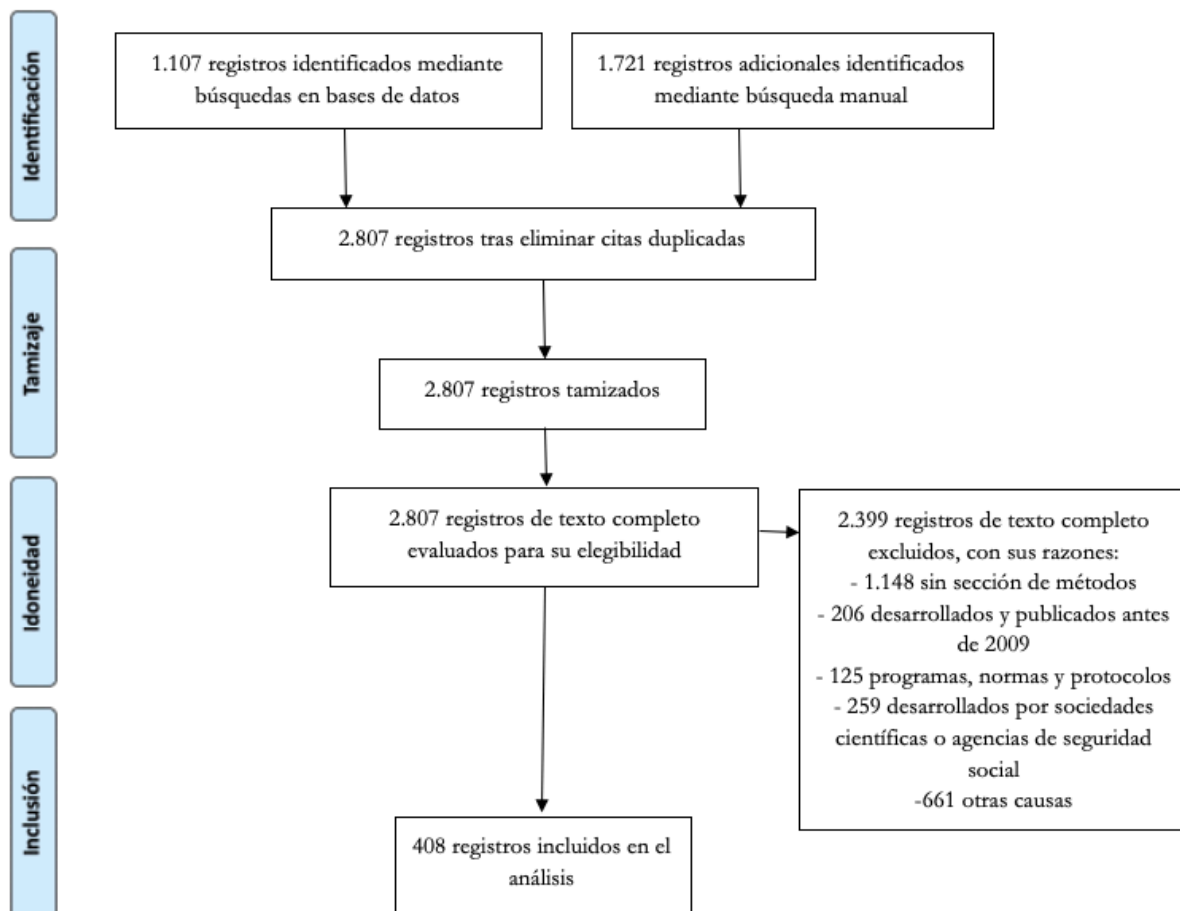 Identificación
1.107 registros identificados mediante
búsquedas en bases de datos
1.721 registros adicionales identificados
mediante búsqueda manual
2.807 registros tras eliminar citas duplicadas
Tamizaje
2.807 registros tamizados
Idoneidad
2.807 registros de texto completo
evaluados para su elegibilidad
2.399 registros de texto completo
excluidos, con sus razones:
- 1.148 sin sección de métodos
- 206 desarrollados y publicados antes
de 2009
- 125 programas, normas y protocolos
- 259 desarrollados por sociedades
científicas o agencias de seguridad
social
-661 otras causas
Inclusión
408 registros incluidos en el
análisis